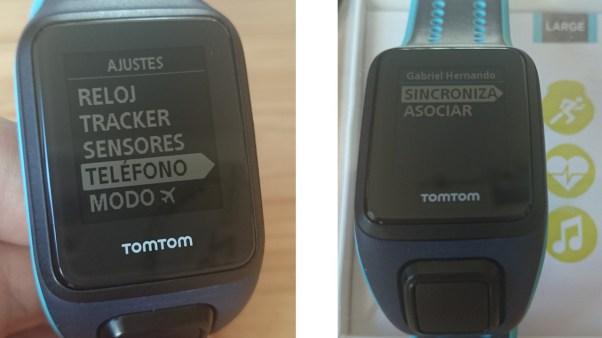 AJUSTES
RELOJ
TRACKER
SENSORES
TELÉFONO
MODO
TOMTOM
LARGE
Gabriel Hernando
SINCRONIZA
ASOCIAR
TOMTOM